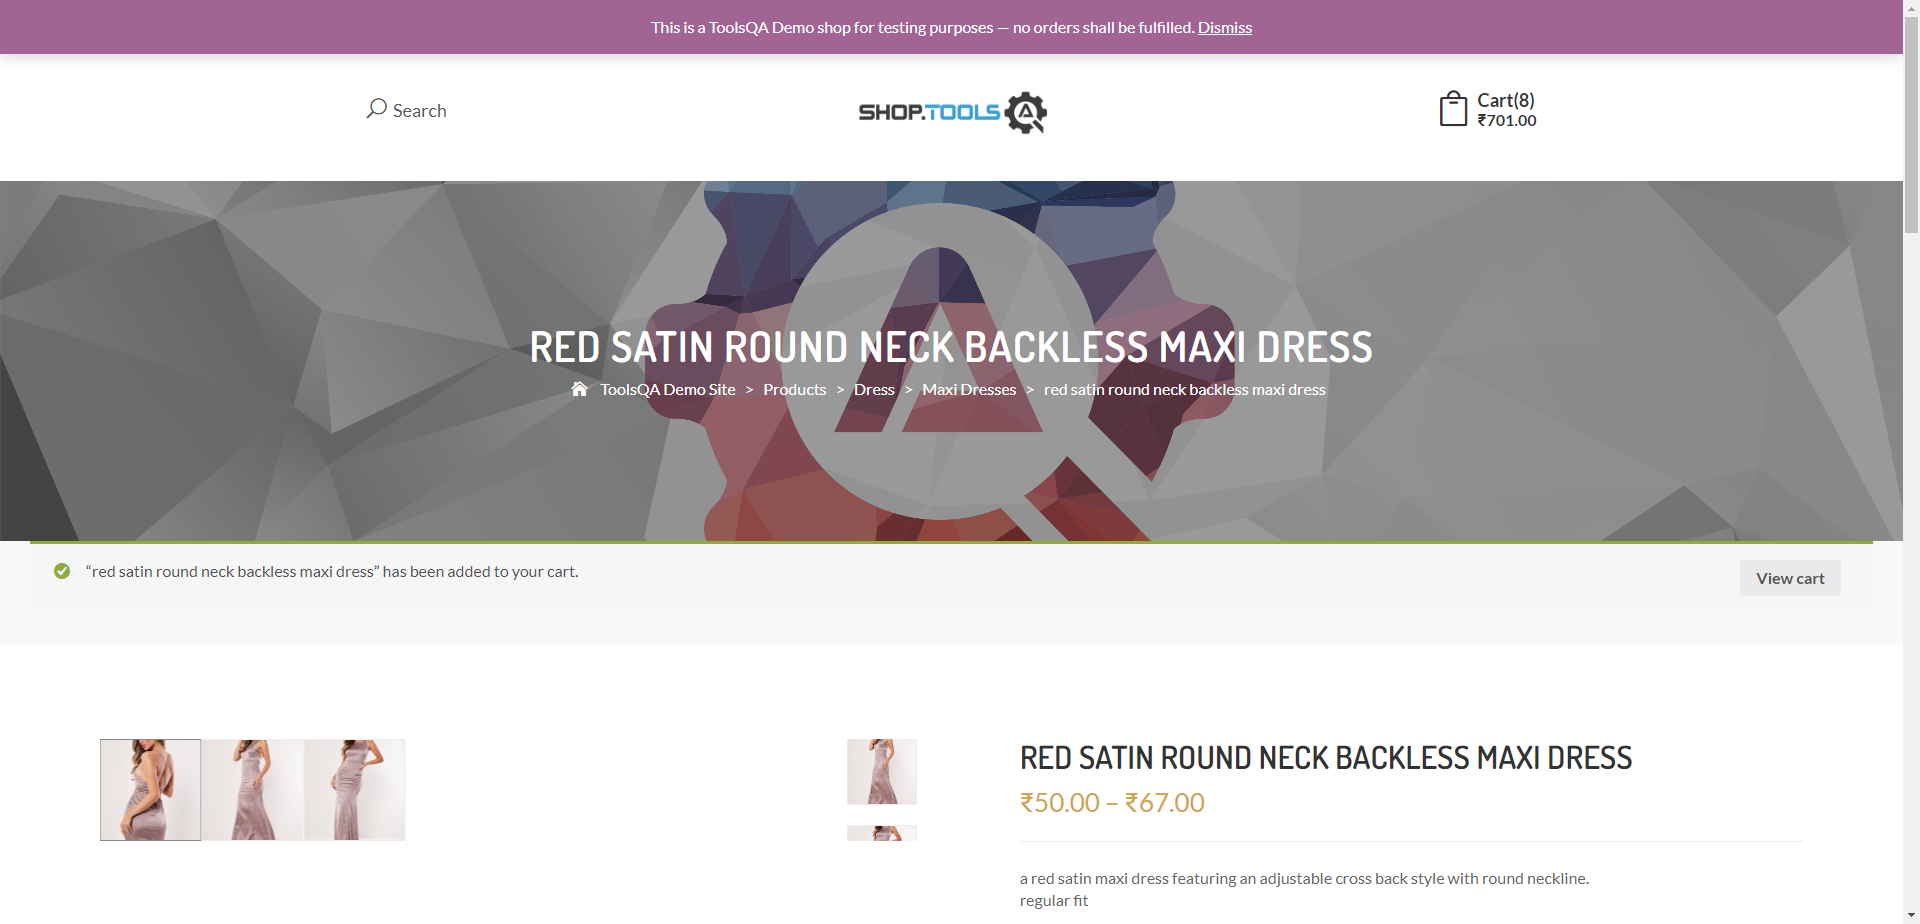 This is a ToolsQA Demo shop for testing purposes — no orders shall be fulfilled. Dismiss
Search
SHOP.TOOLS
Cart(8)
₹701.00
RED SATIN ROUND NECK BACKLESS MAXI DRESS
ToolsQA Demo Site > Products > Dress > Maxi Dresses > red satin round neck backless maxi dress
“red satin round neck backless maxi dress” has been added to your cart.
View cart
RED SATIN ROUND NECK BACKLESS MAXI DRESS
₹50.00 – ₹67.00
a red satin maxi dress featuring an adjustable cross back style with round neckline.
regular fit